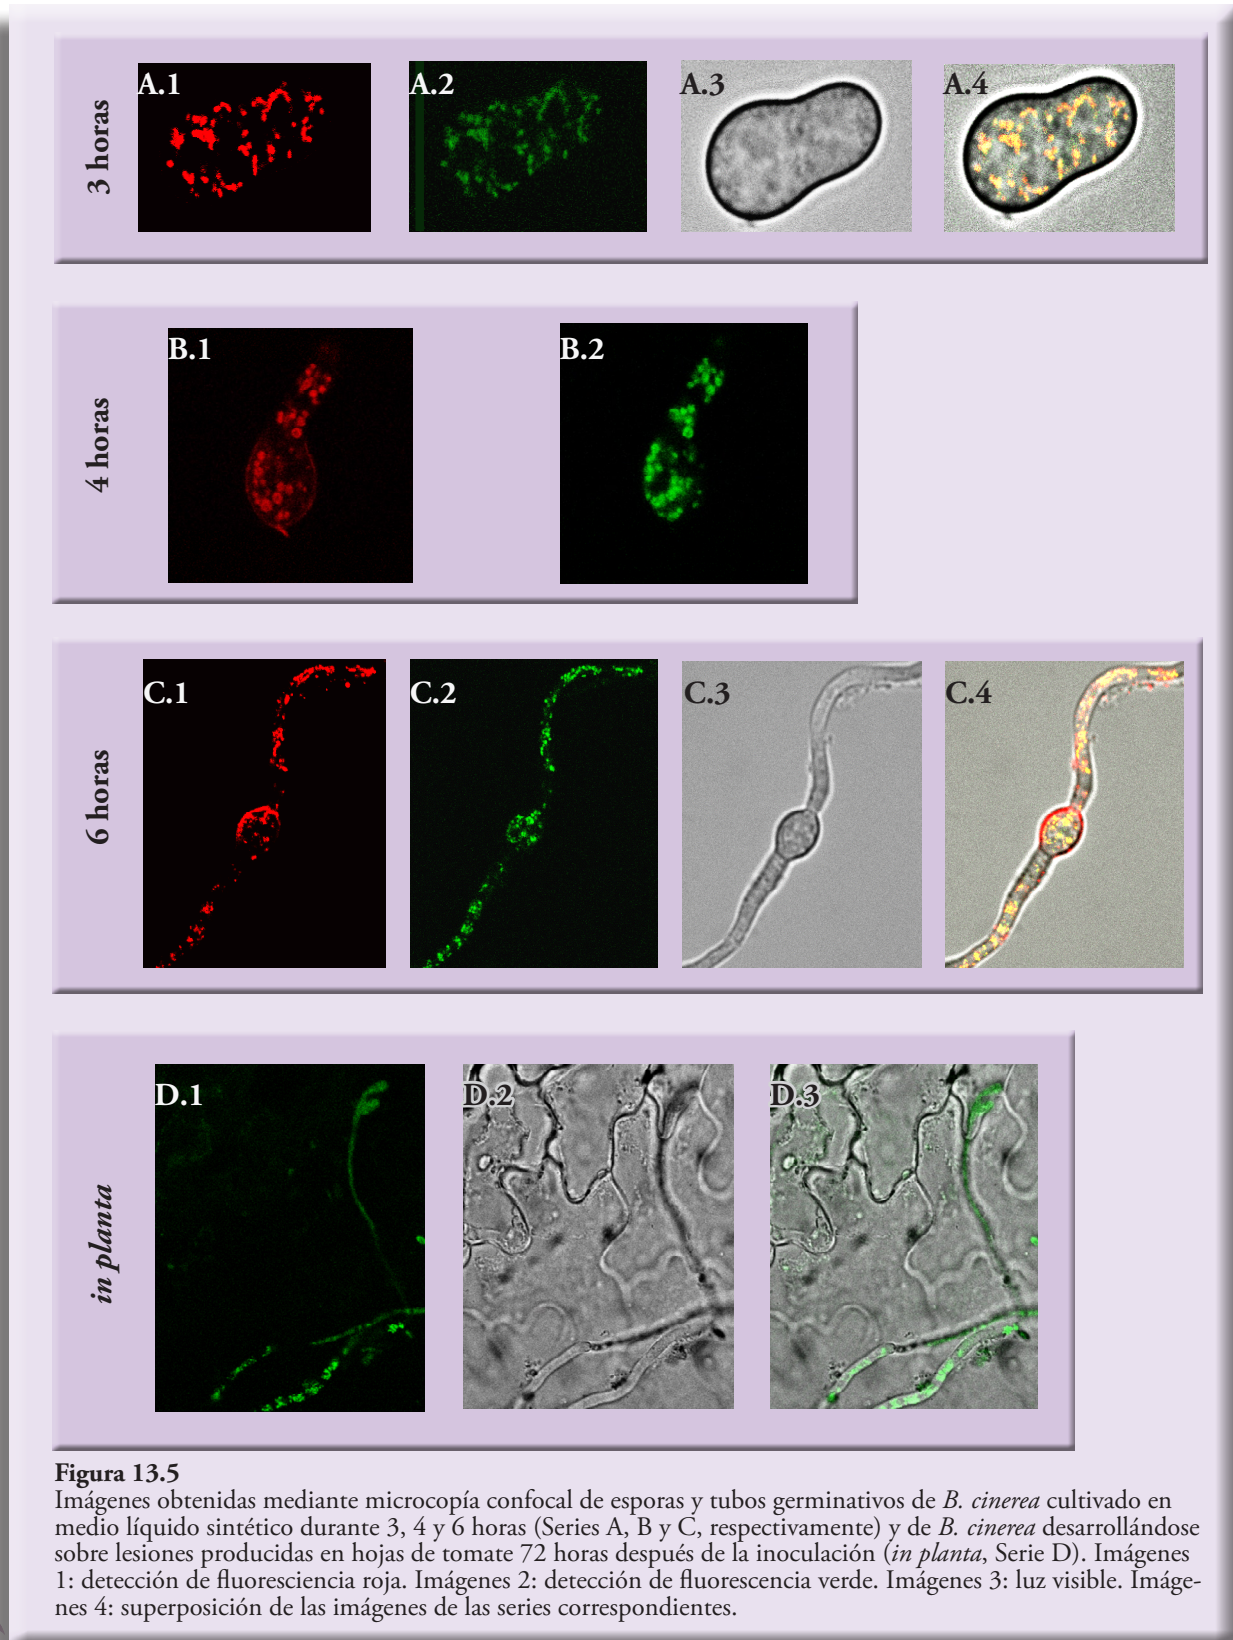 3 horas
A.1
A.2
A.3
A.4
4 horas
B.1
B.2
6 horas
C.1
C.2
C.3
C.4
in planta
D.1
D.2
D.3
Figura 13.5
Imágenes obtenidas mediante microcopía confocal de esporas y tubos germinativos de B. cinerea cultivado en
medio líquido sintético durante 3, 4 y 6 horas (Series A, B y C, respectivamente) y de B. cinerea desarrollándose
sobre lesiones producidas en hojas de tomate 72 horas después de la inoculación (in planta, Serie D). Imágenes
1: detección de fluoresciencia roja. Imágenes 2: detección de fluorescencia verde. Imágenes 3: luz visible. Imáge-
nes 4: superposición de las imágenes de las series correspondientes.